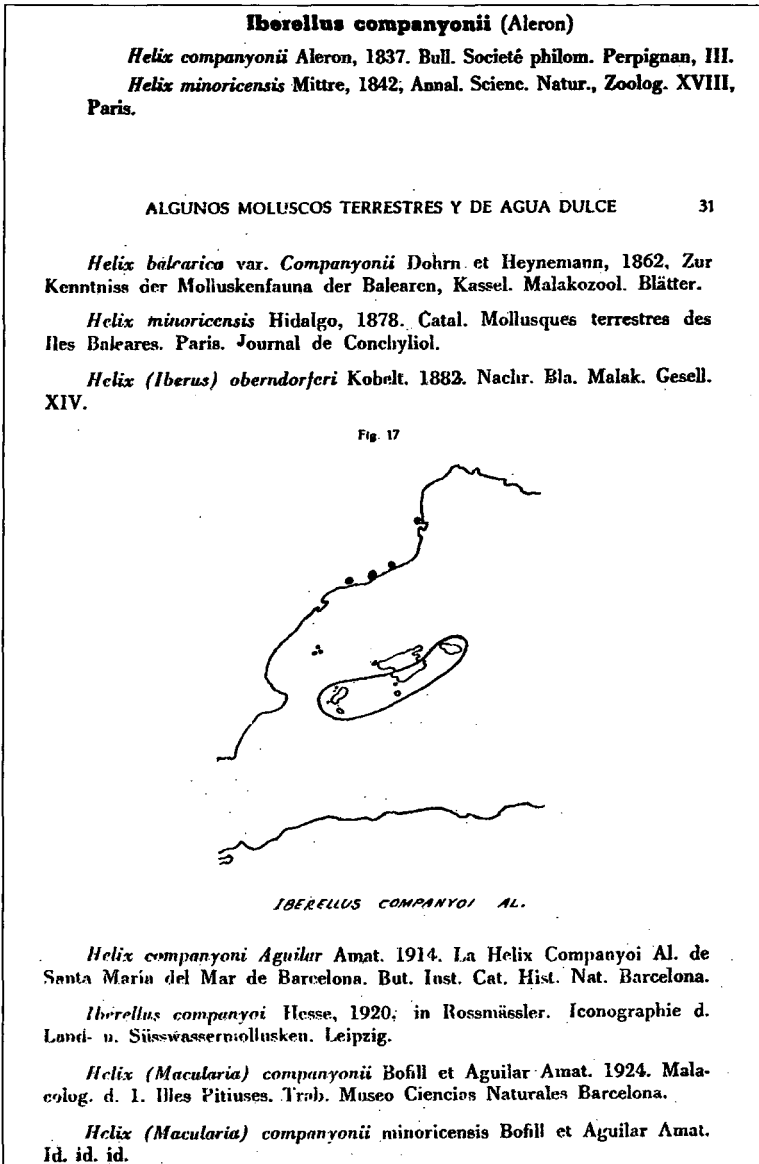 Iberellus companyonii (Aleron)
Helix companyonii Aleron, 1837. Bull. Societé philom. Perpignan, III.
Helix minoricensis Mittre, 1842, Annal. Scienc. Natur., Zoolog. XVIII,
Paris.
ALGUNOS MOLUSCOS TERRESTRES Y DE AGUA DULCE 31
Helix balearica var. Companyonii Dohrn et Heynemann, 1862, Zur
Kenntniss der Molluskenfauna der Balearen, Kassel. Malakozool. Blätter.
Helix minoricensis Hidalgo, 1878. Catal. Mollusques terrestres des
Iles Baleares. Paris. Journal de Conchyliol.
Helix (Iberus) oberndorferi Kobelt. 1882. Nachr. Bla. Malak. Gesell.
XIV.
Fig. 17
IBERELLUS COMPANYOI AL.
Helix companyoni Aguilar Amat. 1914. La Helix Companyoi Al. de
Santa María del Mar de Barcelona. But. Inst. Cat. Hist. Nat. Barcelona.
Iberellus companyoi Hesse, 1920, in Rossmässler. Iconographie d.
Land- u. Süsswassermollusken. Leipzig.
Helix (Macularia) companyonii Bofill et Aguilar Amat. 1924. Mala-
colog. d. l. Illes Pitiuses. Trab. Museo Ciencias Naturales Barcelona.
Helix (Macularia) companyonii minoricensis Bofill et Aguilar Amat.
Id. id. id.